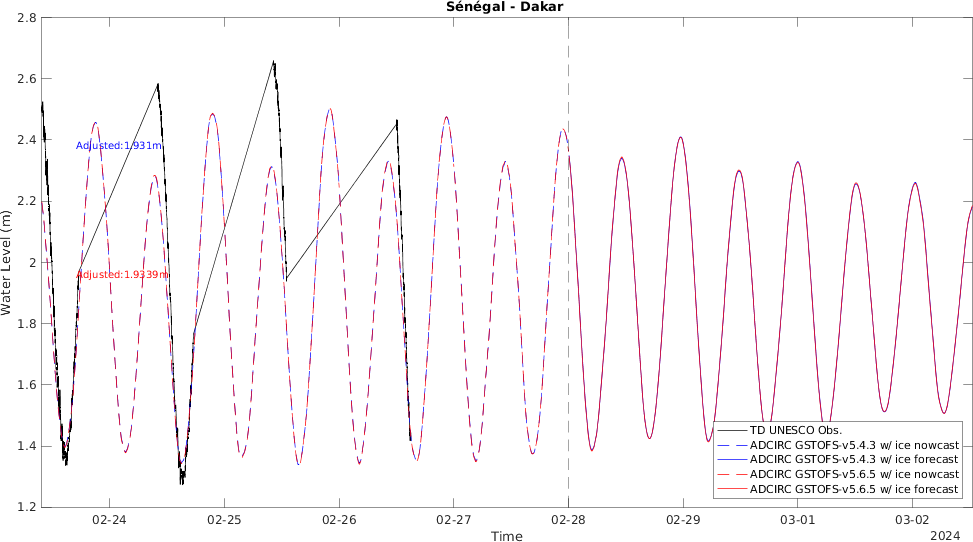 Sénégal - Dakar
Water Level (m)
2.8
2.6
2.4
2.2
2
1.8
1.6
1.4
1.2
Adjusted:1.931m
Adjusted:1.9339m
TD UNESCO Obs.
ADCIRC GSTOFS-v5.4.3 w/ ice nowcast
ADCIRC GSTOFS-v5.4.3 w/ ice forecast
ADCIRC GSTOFS-v5.6.5 w/ ice nowcast
ADCIRC GSTOFS-v5.6.5 w/ ice forecast
02-24 02-25 02-26 02-27 02-28 02-29 03-01 03-02
Time
2024